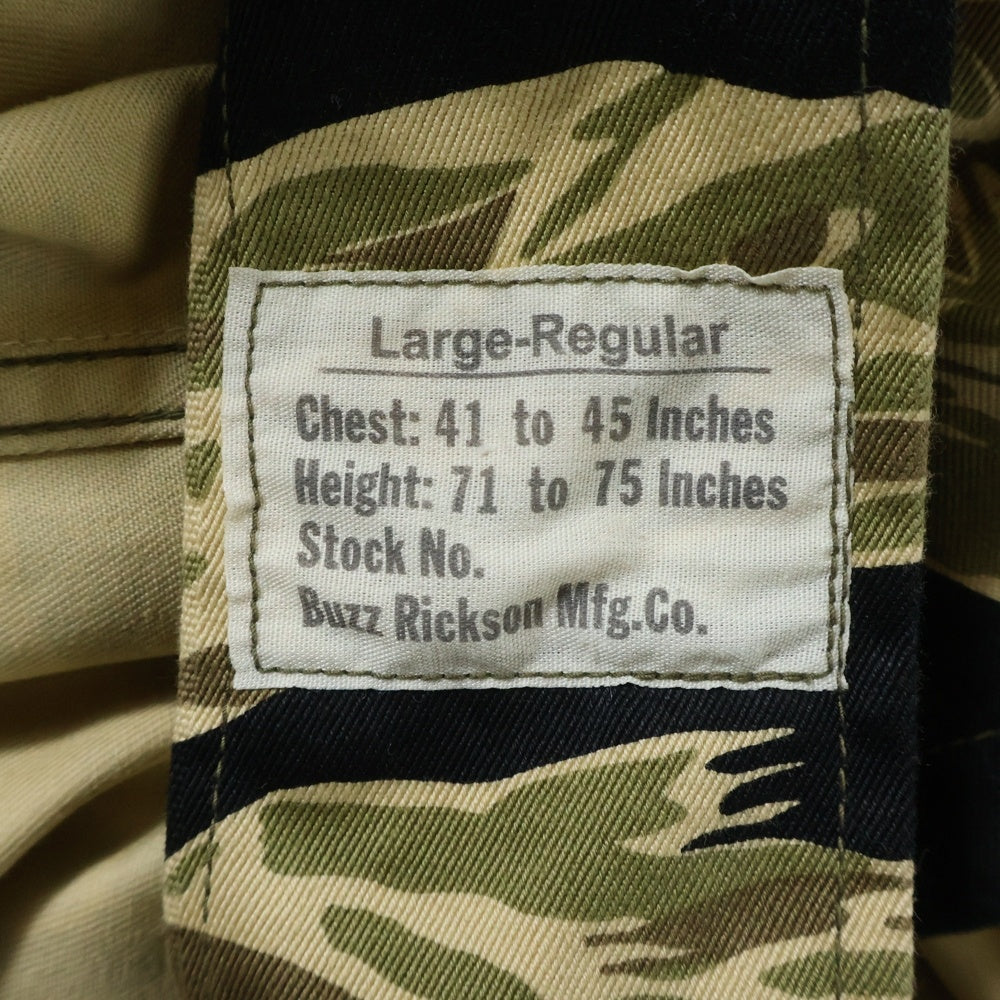 Large-Regular
Chest: 41 to 45 Inches
Height: 71 to 75 Inches
Stock No.
Buzz Rickson Mfg.Co.